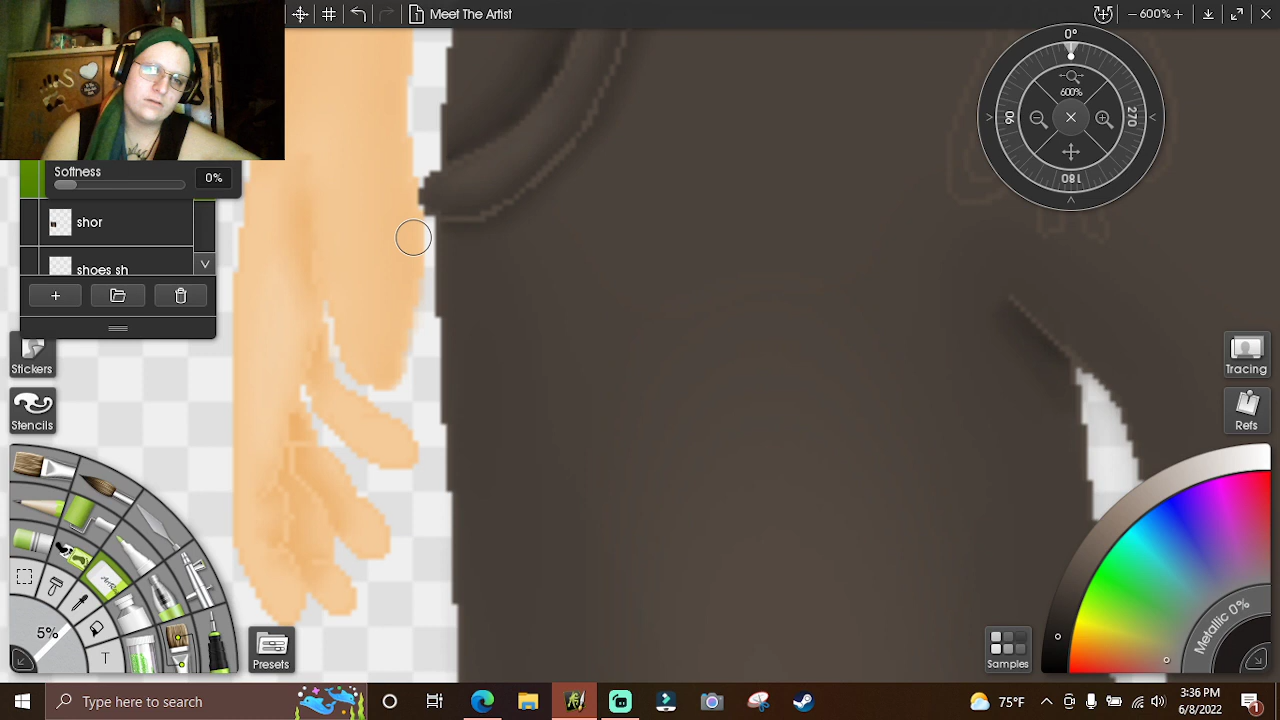 Meet The Artist
600%
0°
600%
90
270
180
Softness
0%
shor
shoes sh
Stickers
Stencils
Tracing
Refs
5%
T
Presets
Samples
Metallic 0%
Type here to search
75°F
3:36 PM
6/8/2022
1